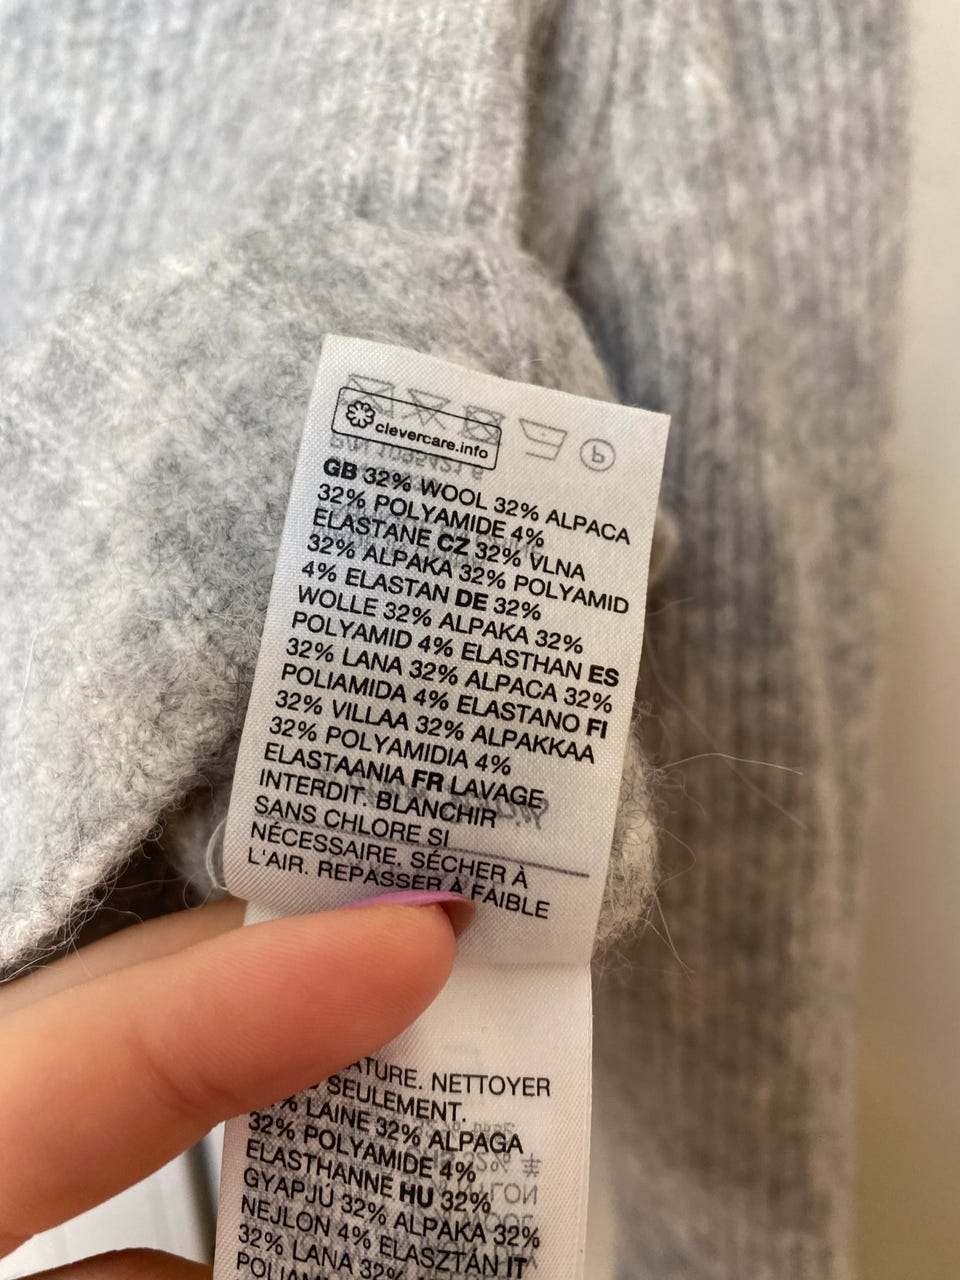 clevercare.info
GB 32% WOOL 32% ALPACA
32% POLYAMIDE 4%
ELASTANE CZ 32% VLNA
32% ALPAKA 32% POLYAMID
4% ELASTAN DE 32%
WOLLE 32% ALPAKA 32%
POLYAMID 4% ELASTHAN ES
32% LANA 32% ALPACA 32%
POLIAMIDA 4% ELASTANO FI
32% VILLAA 32% ALPAKKAA
32% POLYAMIDIA 4%
ELASTAANIA FR LAVAGE
INTERDIT. BLANCHIR
SANS CHLORE SI
NÉCESSAIRE. SÉCHER À
L'AIR. REPASSER À FAIBLE
NETTOYER
SEULEMENT.
LAINE 32% ALPAGA
32% POLYAMIDE 4%
ELASTHANNE HU 32%
GYAPJÚ 32% ALPAKA 32%
NEJLON 4% ELASZTÁN IT
32% LANA 32%